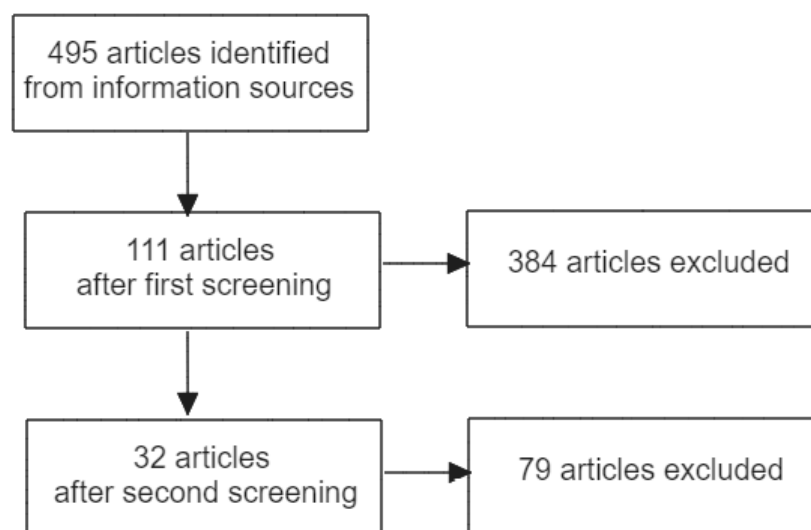 495 articles identified
from information sources
111 articles
after first screening
384 articles excluded
32 articles
after second screening
79 articles excluded